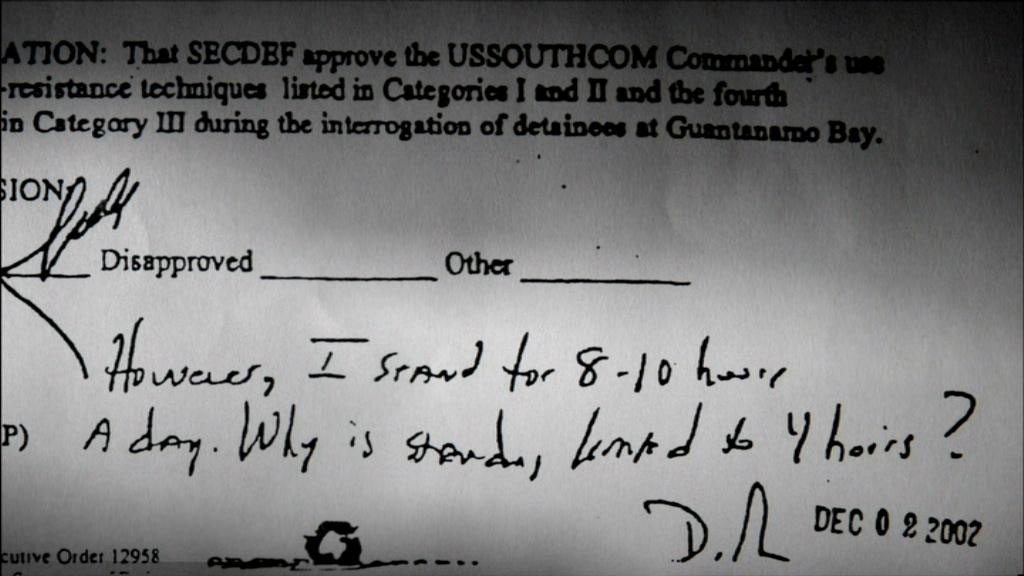 ATION: That SECDEF approve the USSOUTHCOM Commander's use
-resistance techniques listed in Categories I and II and the fourth
in Category III during the interrogation of detainees at Guantanamo Bay.
SION
Disapproved Other
However, I stand for 8-10 hours
P) A day. Why is standing limited to 4 hours?
D.R DEC 02 2002
cutive Order 12958